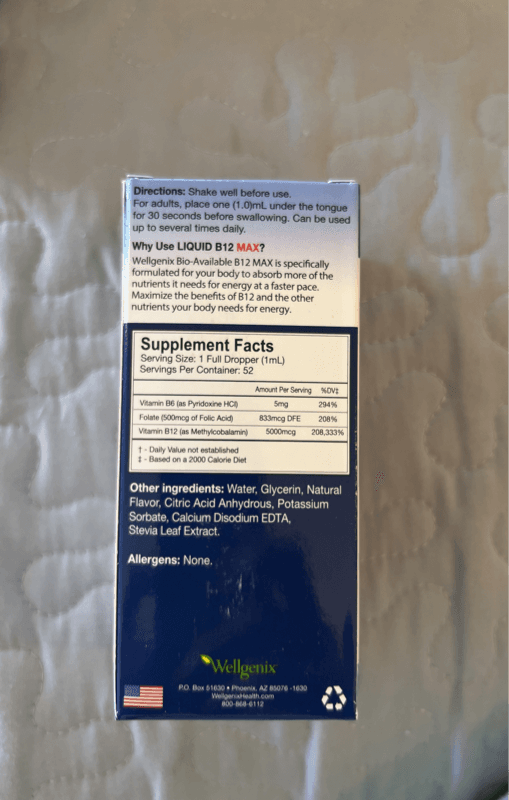 Directions: Shake well before use.
For adults, place one (1.0)mL under the tongue
for 30 seconds before swallowing. Can be used
up to several times daily.
Why Use LIQUID B12 MAX?
Wellgenix Bio-Available B12 MAX is specifically
formulated for your body to absorb more of the
nutrients it needs for energy at a faster pace.
Maximize the benefits of B12 and the other
nutrients your body needs for energy.
Supplement Facts
Serving Size: 1 Full Dropper (1mL)
Servings Per Container: 52
Amount Per Serving %DV‡
Vitamin B6 (as Pyridoxine HCl) 5mg 294%
Folate (500mcg of Folic Acid) 833mcg DFE 208%
Vitamin B12 (as Methylcobalamin) 5000mcg 208,333%
† - Daily Value not established
‡ - Based on a 2000 Calorie Diet
Other ingredients: Water, Glycerin, Natural
Flavor, Citric Acid Anhydrous, Potassium
Sorbate, Calcium Disodium EDTA,
Stevia Leaf Extract.
Allergens: None.
Wellgenix
P.O. Box 51630 • Phoenix, AZ 85076 -1630
WellgenixHealth.com
800-868-6112